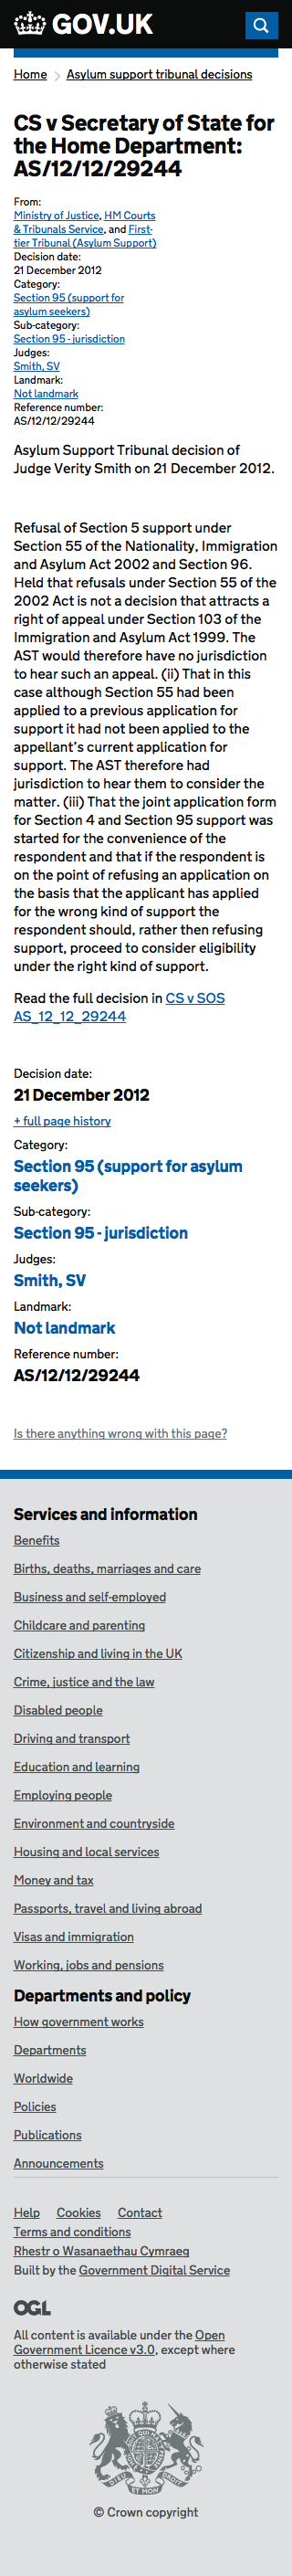 GOV.UK
Home > Asylum support tribunal decisions
CS v Secretary of State for
the Home Department:
AS/12/12/29244
From:
Ministry of Justice, HM Courts
& Tribunals Service, and First-
tier Tribunal (Asylum Support)
Decision date:
21 December 2012
Category:
Section 95 (support for
asylum seekers)
Sub-category:
Section 95 - jurisdiction
Judges:
Smith, SV
Landmark:
Not landmark
Reference number:
AS/12/12/29244
Asylum Support Tribunal decision of
Judge Verity Smith on 21 December 2012.
Refusal of Section 5 support under
Section 55 of the Nationality, Immigration
and Asylum Act 2002 and Section 96.
Held that refusals under Section 55 of the
2002 Act is not a decision that attracts a
right of appeal under Section 103 of the
Immigration and Asylum Act 1999. The
AST would therefore have no jurisdiction
to hear such an appeal. (ii) That in this
case although Section 55 had been
applied to a previous application for
support it had not been applied to the
appellant's current application for
support. The AST therefore had
jurisdiction to hear them to consider the
matter. (iii) That the joint application form
for Section 4 and Section 95 support was
started for the convenience of the
respondent and that if the respondent is
on the point of refusing an application on
the basis that the applicant has applied
for the wrong kind of support the
respondent should, rather then refusing
support, proceed to consider eligibility
under the right kind of support.
Read the full decision in CS v SOS
AS_12_12_29244
Decision date:
21 December 2012
+ full page history
Category:
Section 95 (support for asylum
seekers)
Sub-category:
Section 95 - jurisdiction
Judges:
Smith, SV
Landmark:
Not landmark
Reference number:
AS/12/12/29244
Is there anything wrong with this page?
Services and information
Benefits
Births, deaths, marriages and care
Business and self-employed
Childcare and parenting
Citizenship and living in the UK
Crime, justice and the law
Disabled people
Driving and transport
Education and learning
Employing people
Environment and countryside
Housing and local services
Money and tax
Passports, travel and living abroad
Visas and immigration
Working, jobs and pensions
Departments and policy
How government works
Departments
Worldwide
Policies
Publications
Announcements
Help Cookies Contact
Terms and conditions
Rhestr o Wasanaethau Cymraeg
Built by the Government Digital Service
OGL
All content is available under the Open
Government Licence v3.0, except where
otherwise stated
DIEU ET MON DROIT
© Crown copyright